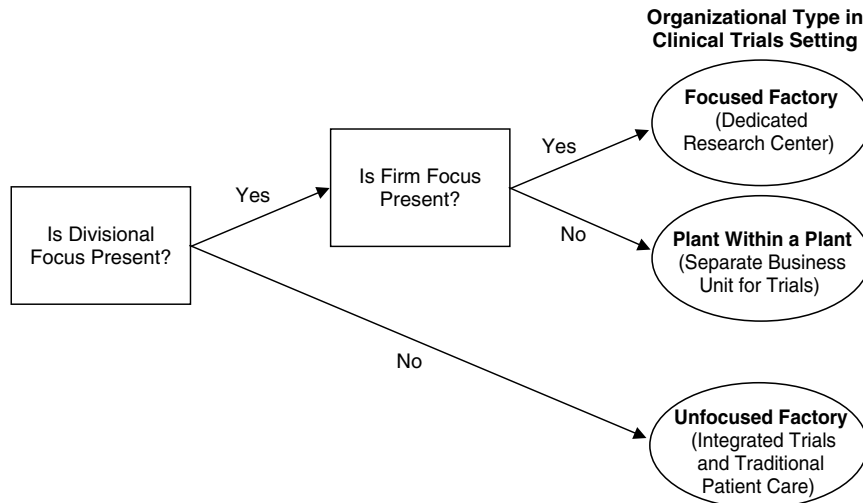 Organizational Type in
Clinical Trials Setting
Focused Factory
(Dedicated
Research Center)
Yes
Is Firm Focus
Present?
Yes
No
Plant Within a Plant
(Separate Business
Unit for Trials)
Is Divisional
Focus Present?
No
Unfocused Factory
(Integrated Trials
and Traditional
Patient Care)